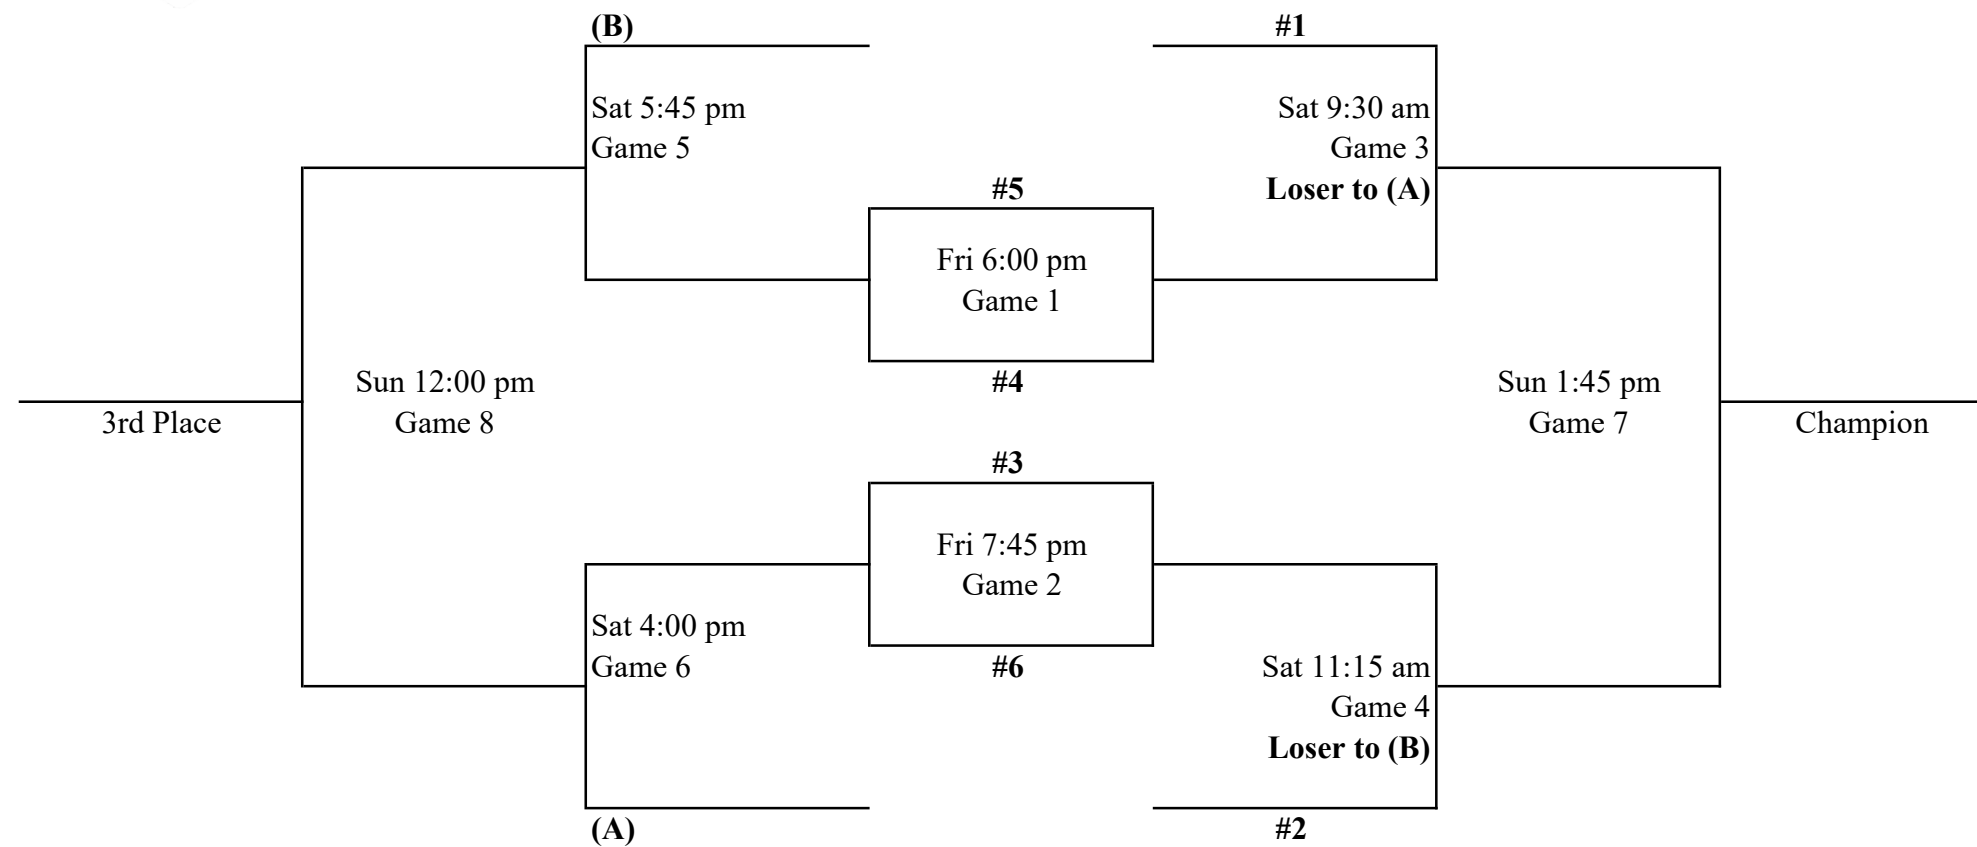 (B)
#1
Sat 5:45 pm
Game 5
Sat 9:30 am
Game 3
Loser to (A)
#5
Fri 6:00 pm
Game 1
#4
Sun 12:00 pm
Game 8
3rd Place
Sun 1:45 pm
Game 7
Champion
#3
Fri 7:45 pm
Game 2
#6
Sat 4:00 pm
Game 6
Sat 11:15 am
Game 4
Loser to (B)
(A)
#2